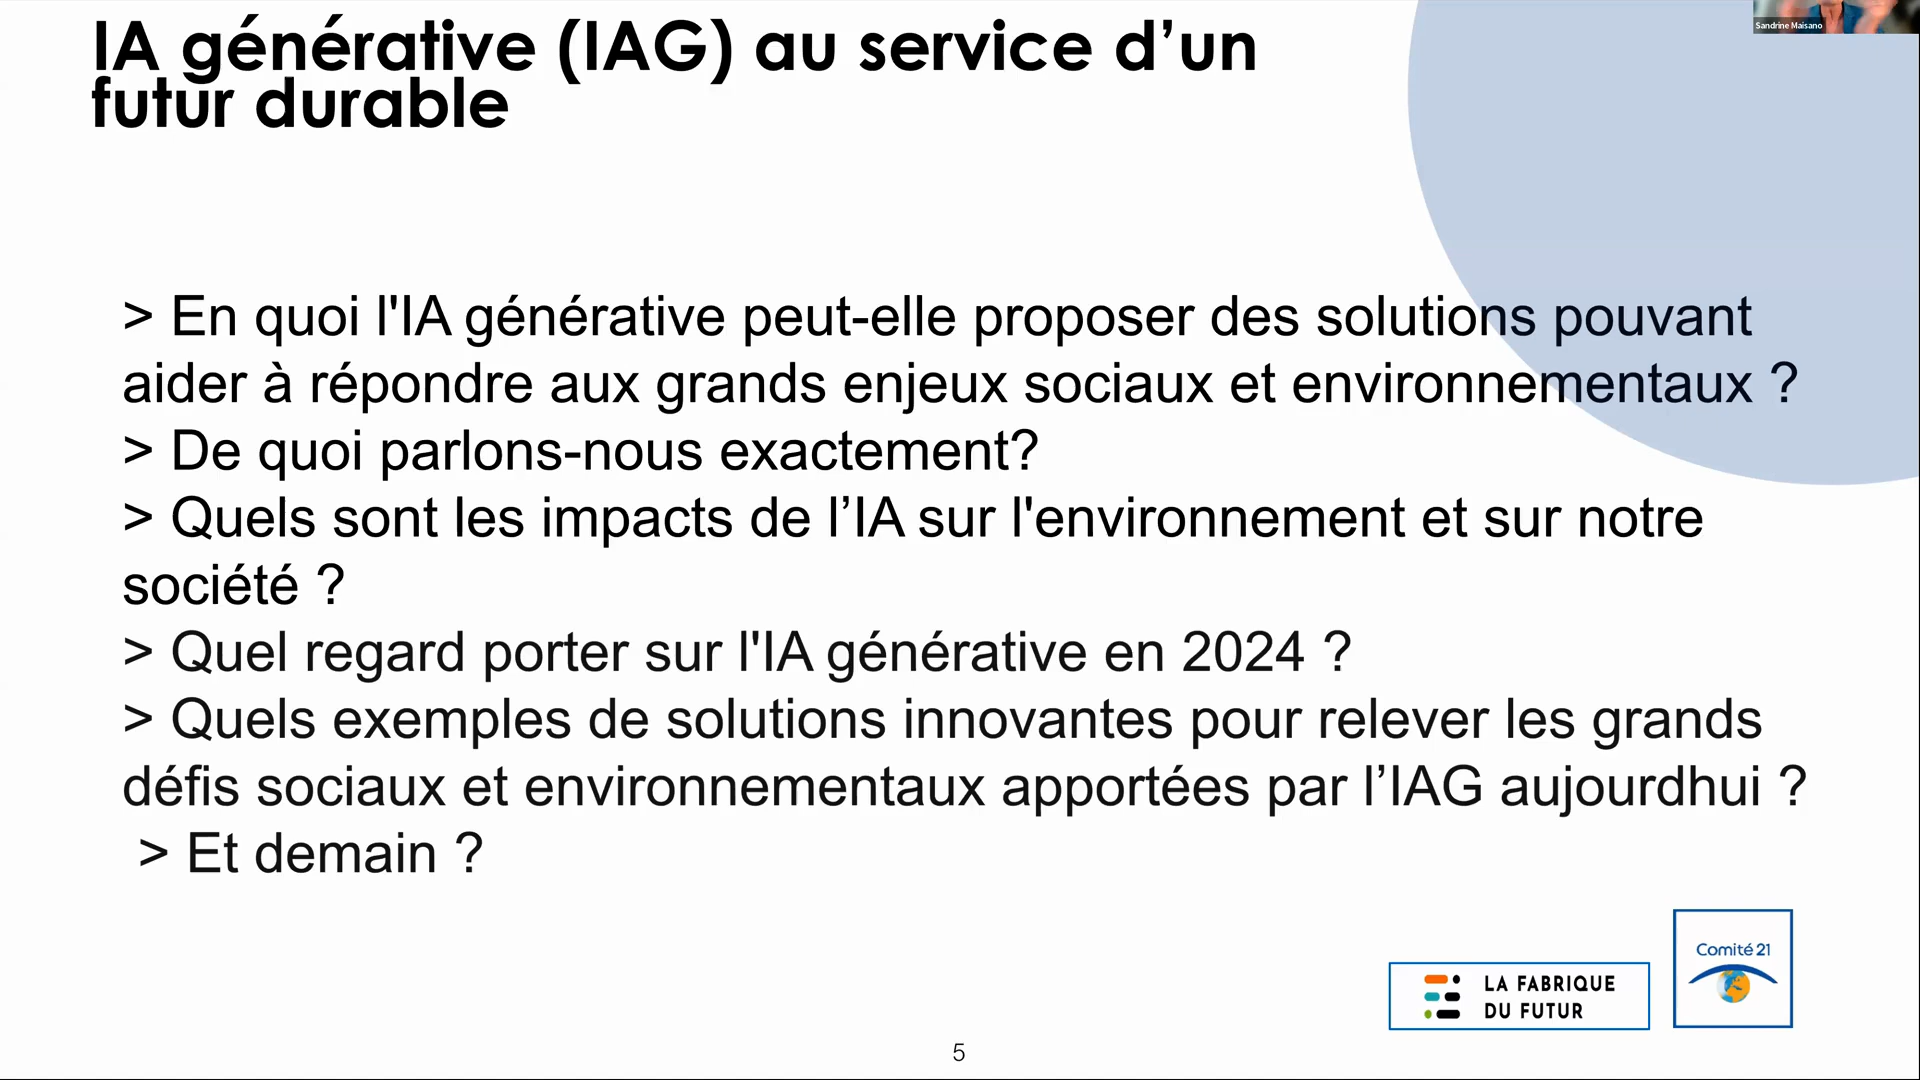 Sandrine Maisano
IA générative (IAG) au service d’un
futur durable
> En quoi l'IA générative peut-elle proposer des solutions pouvant
aider à répondre aux grands enjeux sociaux et environnementaux ?
> De quoi parlons-nous exactement?
> Quels sont les impacts de l’IA sur l'environnement et sur notre
société ?
> Quel regard porter sur l'IA générative en 2024 ?
> Quels exemples de solutions innovantes pour relever les grands
défis sociaux et environnementaux apportées par l’IAG aujourdhui ?
> Et demain ?
LA FABRIQUE
DU FUTUR
Comité 21
5